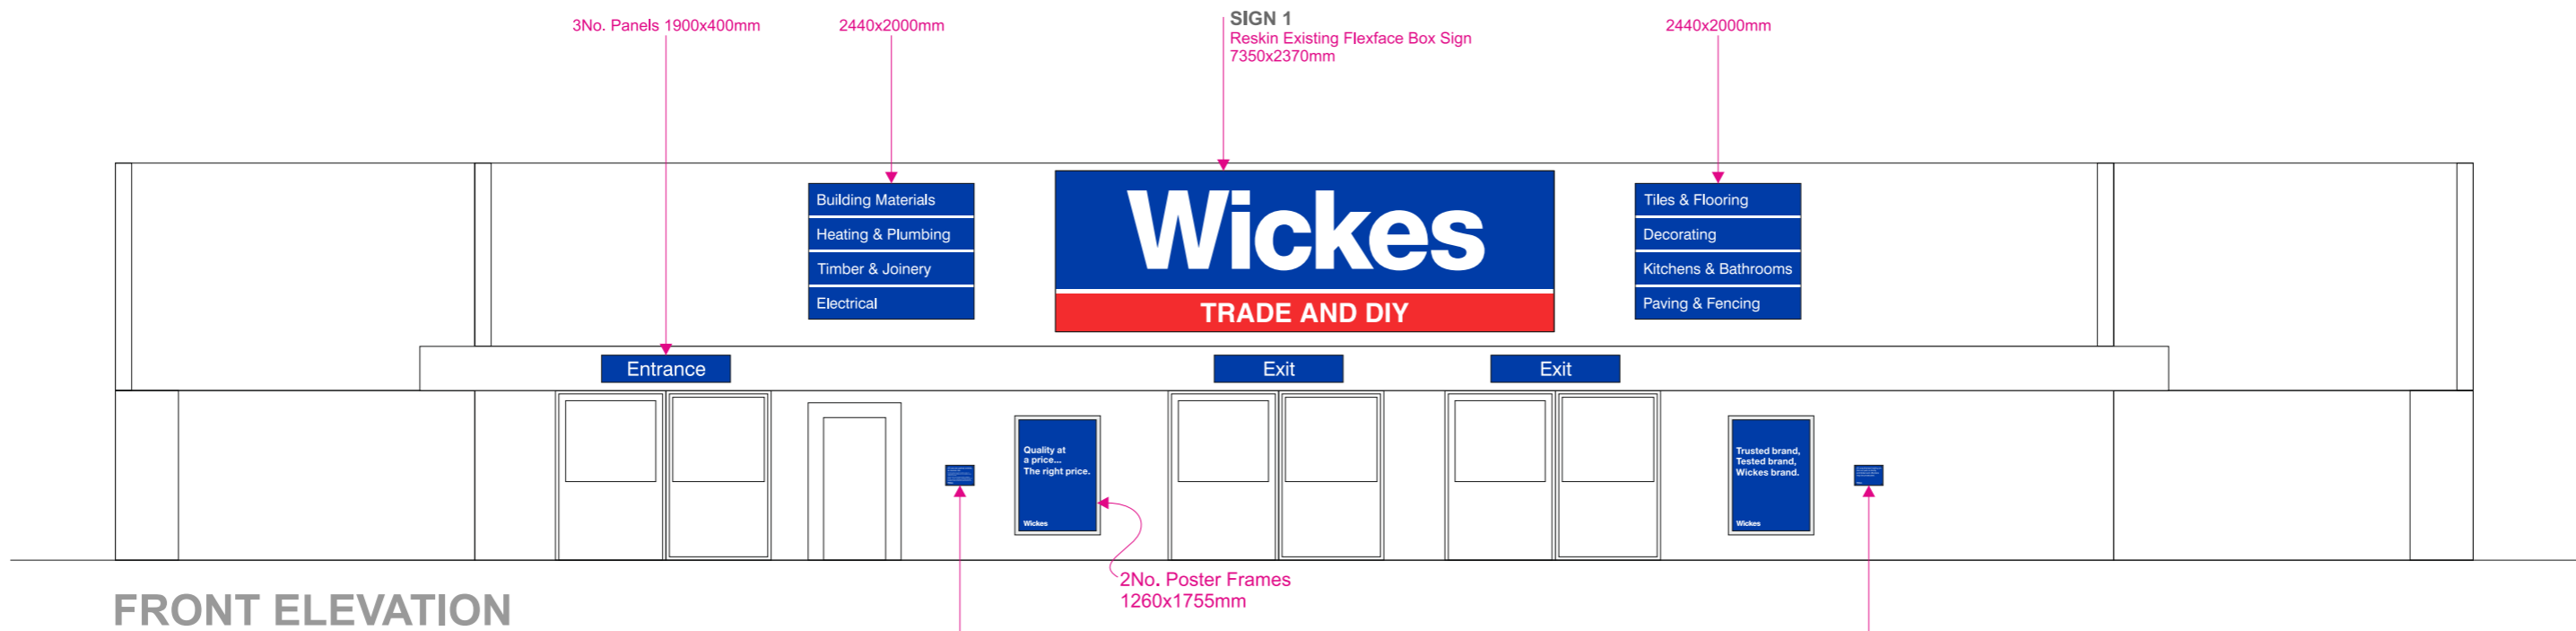 SIGN 1
3No. Panels 1900x400mm
2440x2000mm
Reskin Existing Flexface Box Sign
7350x2370mm
2440x2000mm
Building Materials
Heating & Plumbing
Timber & Joinery
Electrical
Wickes
TRADE AND DIY
Tiles & Flooring
Decorating
Kitchens & Bathrooms
Paving & Fencing
Entrance
Exit
Exit
Quality at
a price...
The right price.
Wickes
Trusted brand,
Tested brand,
Wickes brand.
Wickes
2No. Poster Frames
1260x1755mm
FRONT ELEVATION